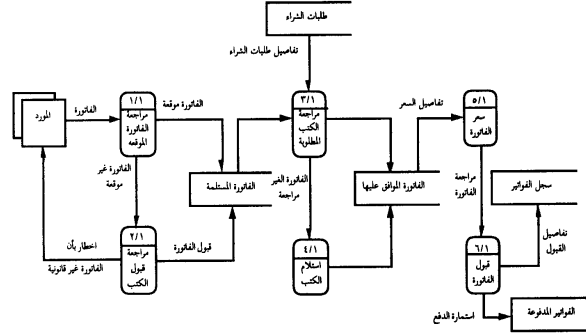 طلبات الشراء
تفاصيل طلبات الشراء
المورد
الفاتورة
١/١
مراجعة
الفاتورة
الموقعه
الفاتورة موقعة
الفاتورة غير
موقعة
٢/١
مراجعة
قبول
الكتب
اخطار بأن
الفاتورة غير قانونية
قبول الفاتورة
الفاتورة المستلمة
٣/١
مراجعة
الكتب
المطلوبة
الفاتورة الغير
مراجعة
٤/١
استلام
الكتب
الفاتورة الموافق عليها
تفاصيل السعر
٥/١
سعر
الفاتورة
مراجعة
الفاتورة
٦/١
قبول
الفاتورة
سجل الفواتير
تفاصيل
القبول
استمارة الدفع
الفواتير المدفوعة